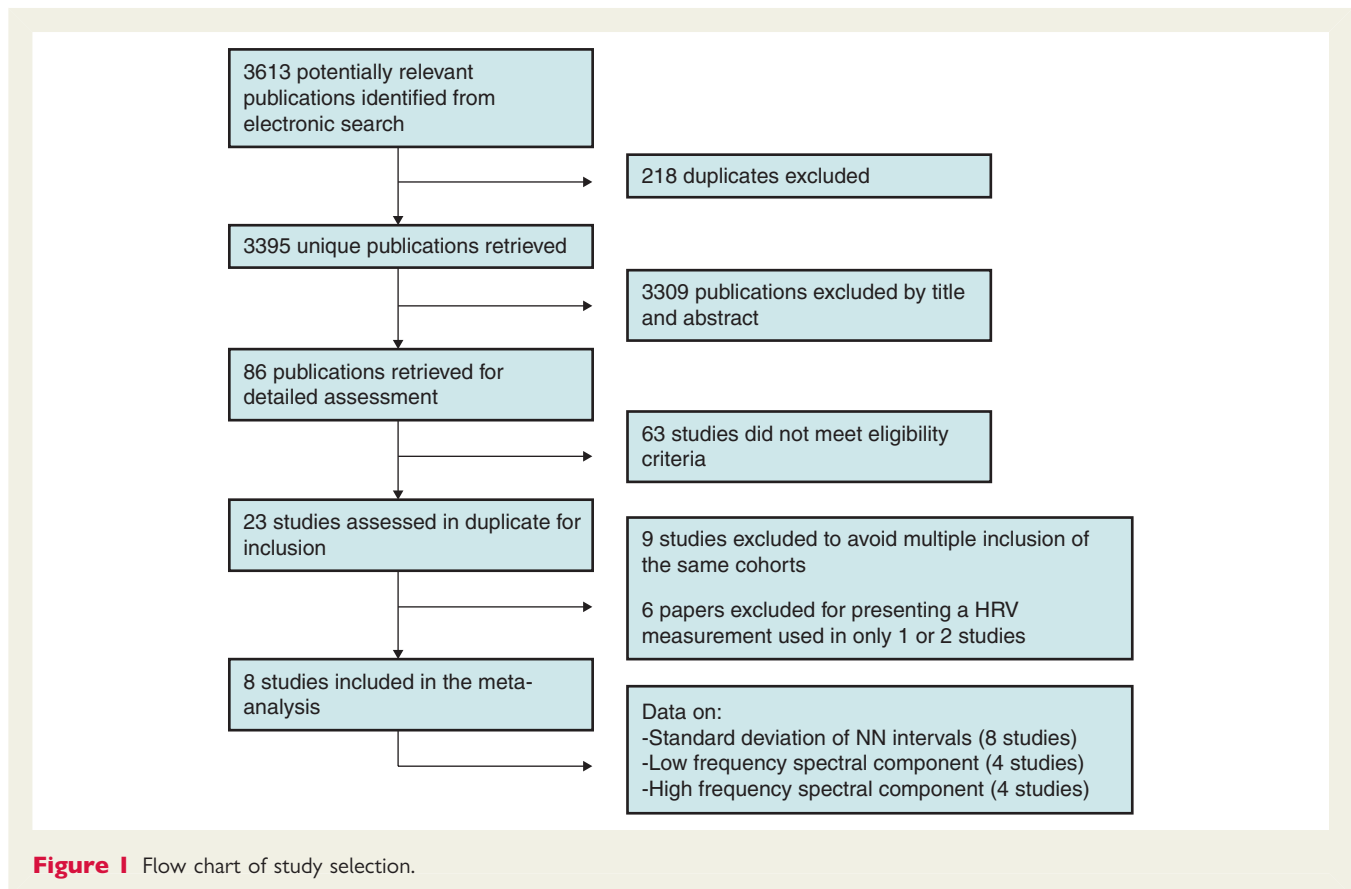 3613 potentially relevant
publications identified from
electronic search
218 duplicates excluded
3395 unique publications retrieved
3309 publications excluded by title
and abstract
86 publications retrieved for
detailed assessment
63 studies did not meet eligibility
criteria
23 studies assessed in duplicate for
inclusion
9 studies excluded to avoid multiple inclusion of
the same cohorts
6 papers excluded for presenting a HRV
measurement used in only 1 or 2 studies
8 studies included in the meta-
analysis
Data on:
-Standard deviation of NN intervals (8 studies)
-Low frequency spectral component (4 studies)
-High frequency spectral component (4 studies)
Figure 1 Flow chart of study selection.